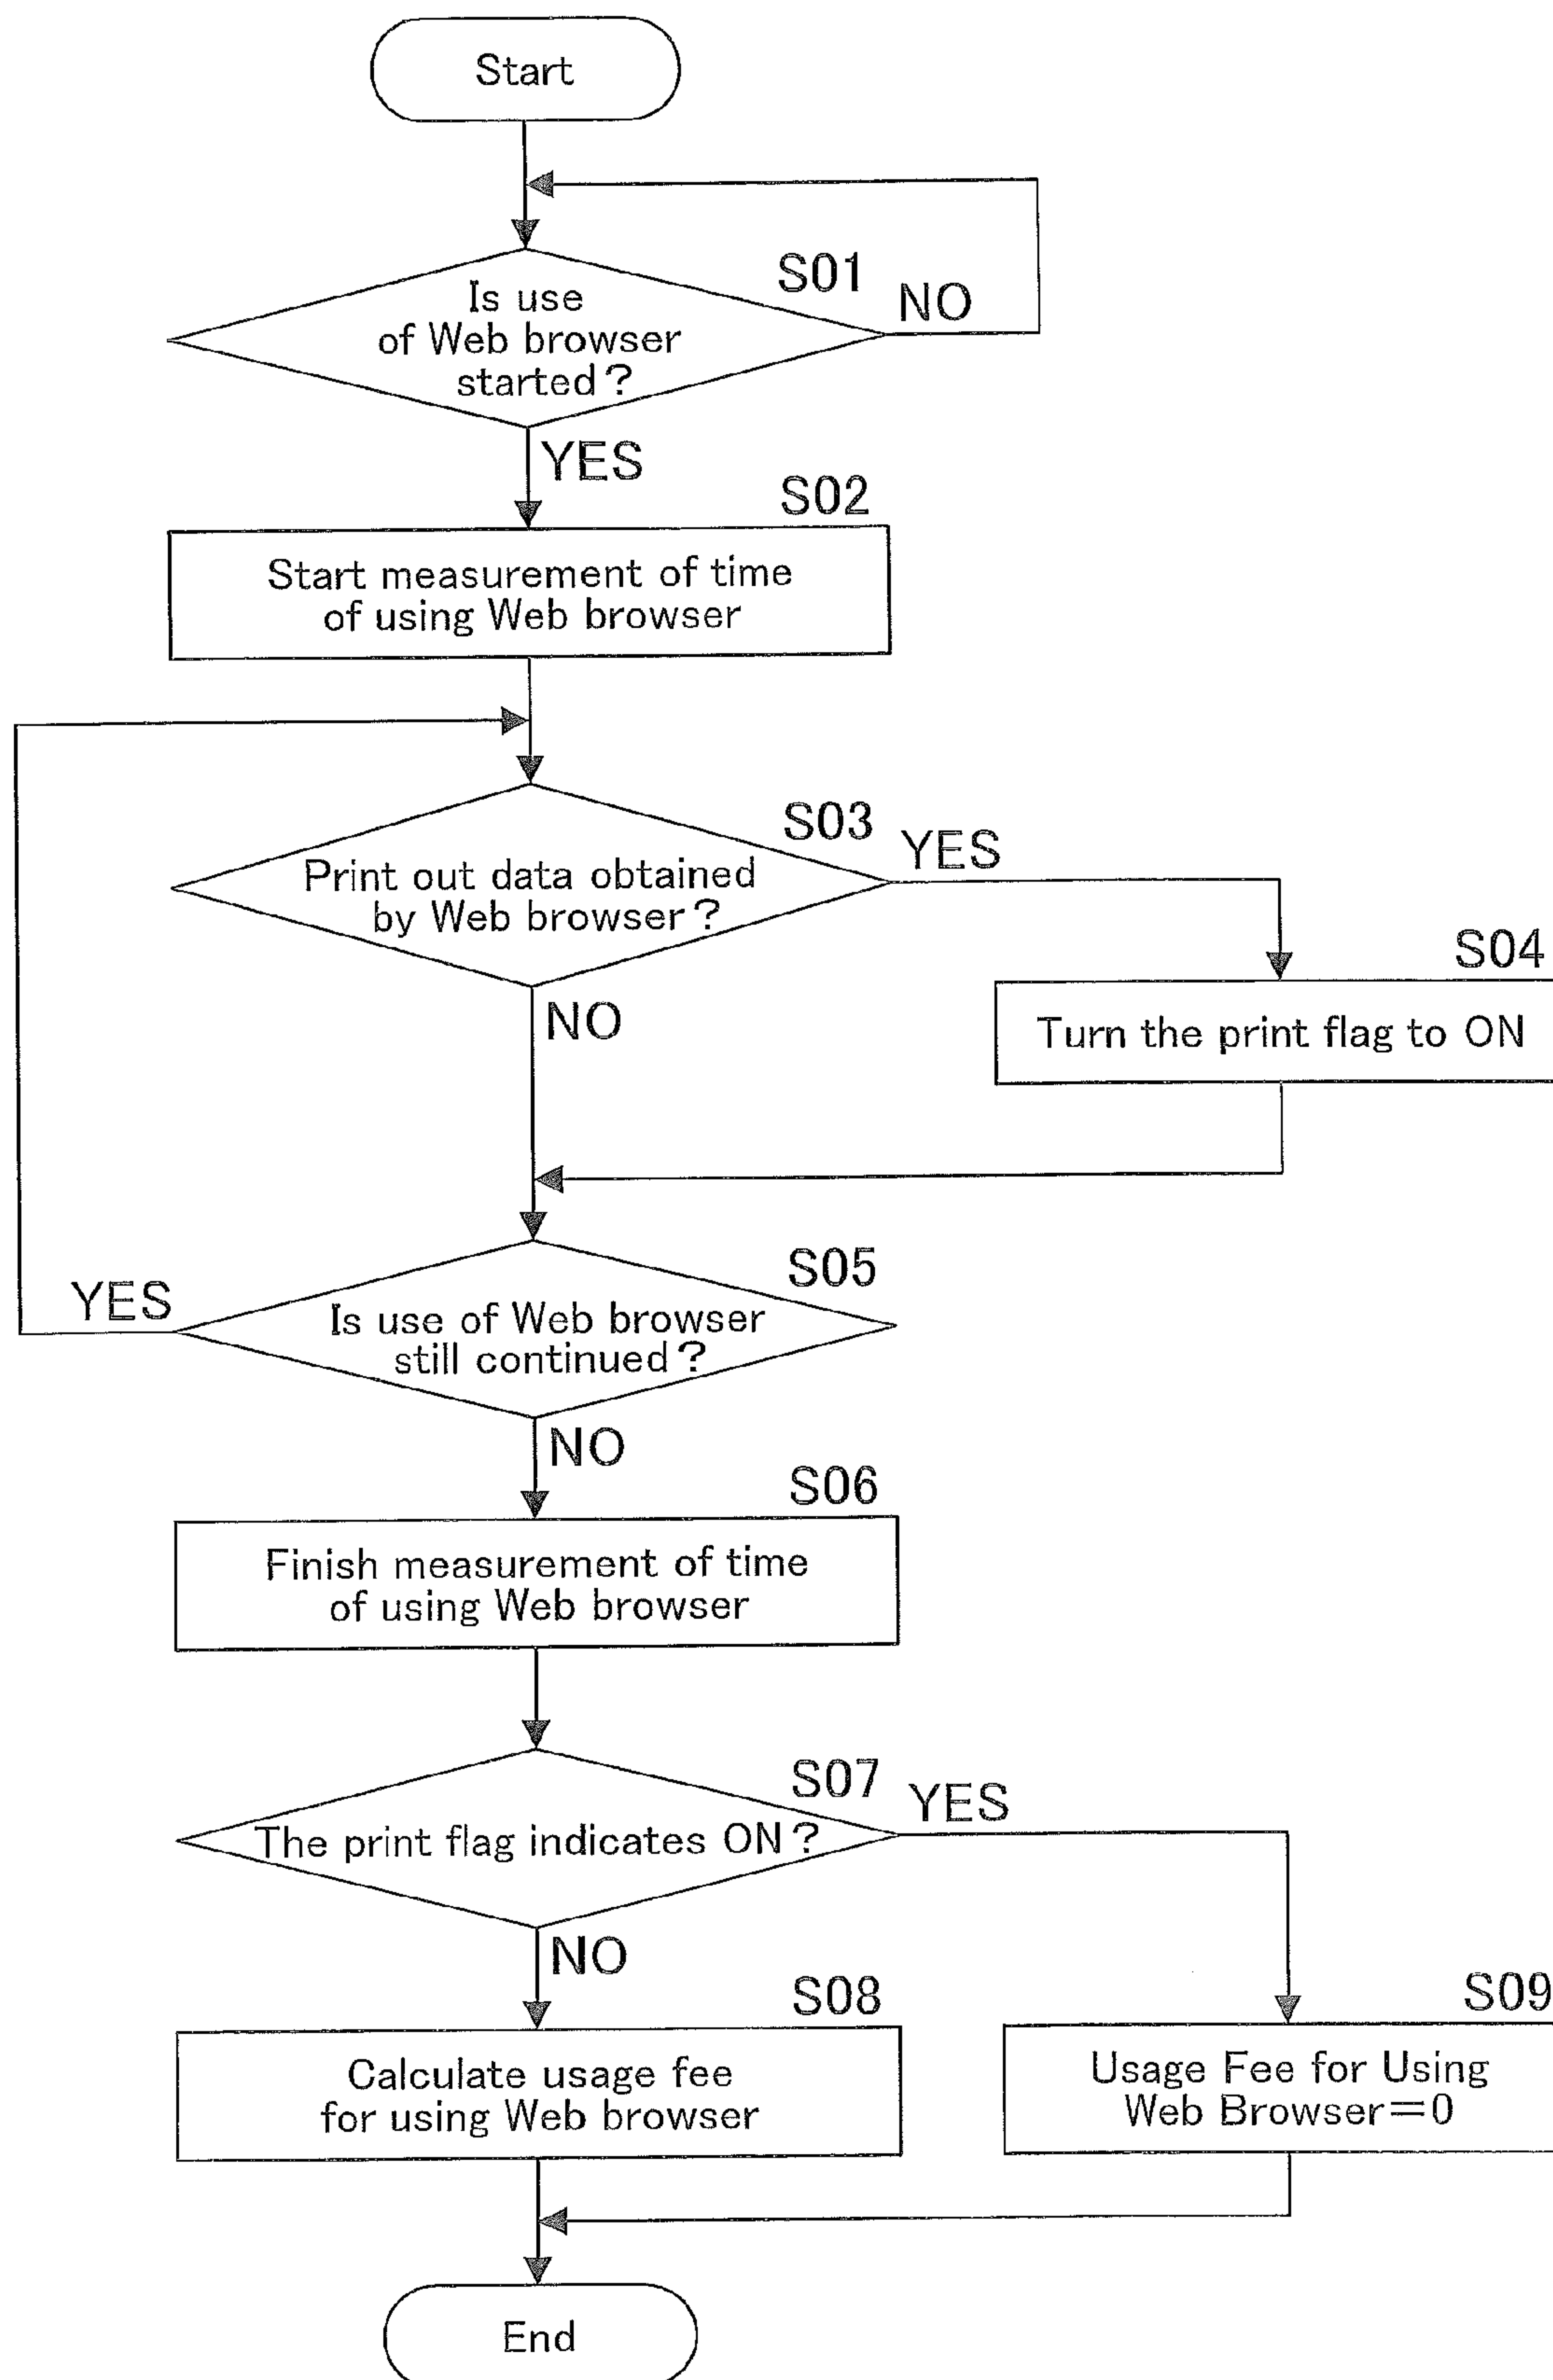 Start
S01
Is use
of Web browser
started?
NO
YES
S02
Start measurement of time
of using Web browser
S03
Print out data obtained
by Web browser?
YES
NO
S04
Turn the print flag to ON
S05
Is use of Web browser
still continued?
YES
NO
S06
Finish measurement of time
of using Web browser
S07
The print flag indicates ON?
YES
NO
S08
Calculate usage fee
for using Web browser
S09
Usage Fee for Using
Web Browser=0
End